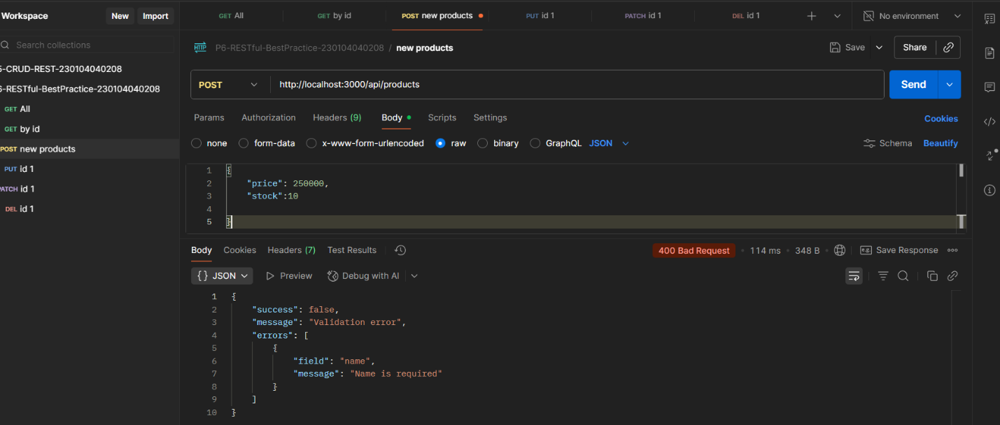 Workspace New Import GET All GET by id POST new products PUT id 1 PATCH id 1 DEL id 1 No environment
Search collections
HTTP P6-RESTful-BestPractice-230104040208 / new products Save Share
5-CRUD-REST-230104040208
6-RESTful-BestPractice-230104040208
GET All
GET by id
POST new products
PUT id 1
PATCH id 1
DEL id 1
POST http://localhost:3000/api/products Send
Params Authorization Headers (9) Body Scripts Settings Cookies
none form-data x-www-form-urlencoded raw binary GraphQL JSON Schema Beautify
1 {
2 "price": 250000,
3 "stock":10
4
5 }
Body Cookies Headers (7) Test Results 400 Bad Request 114 ms 348 B e.g. Save Response
{} JSON Preview Debug with AI
1 {
2 "success": false,
3 "message": "Validation error",
4 "errors": [
5 {
6 "field": "name",
7 "message": "Name is required"
8 }
9 ]
10 }